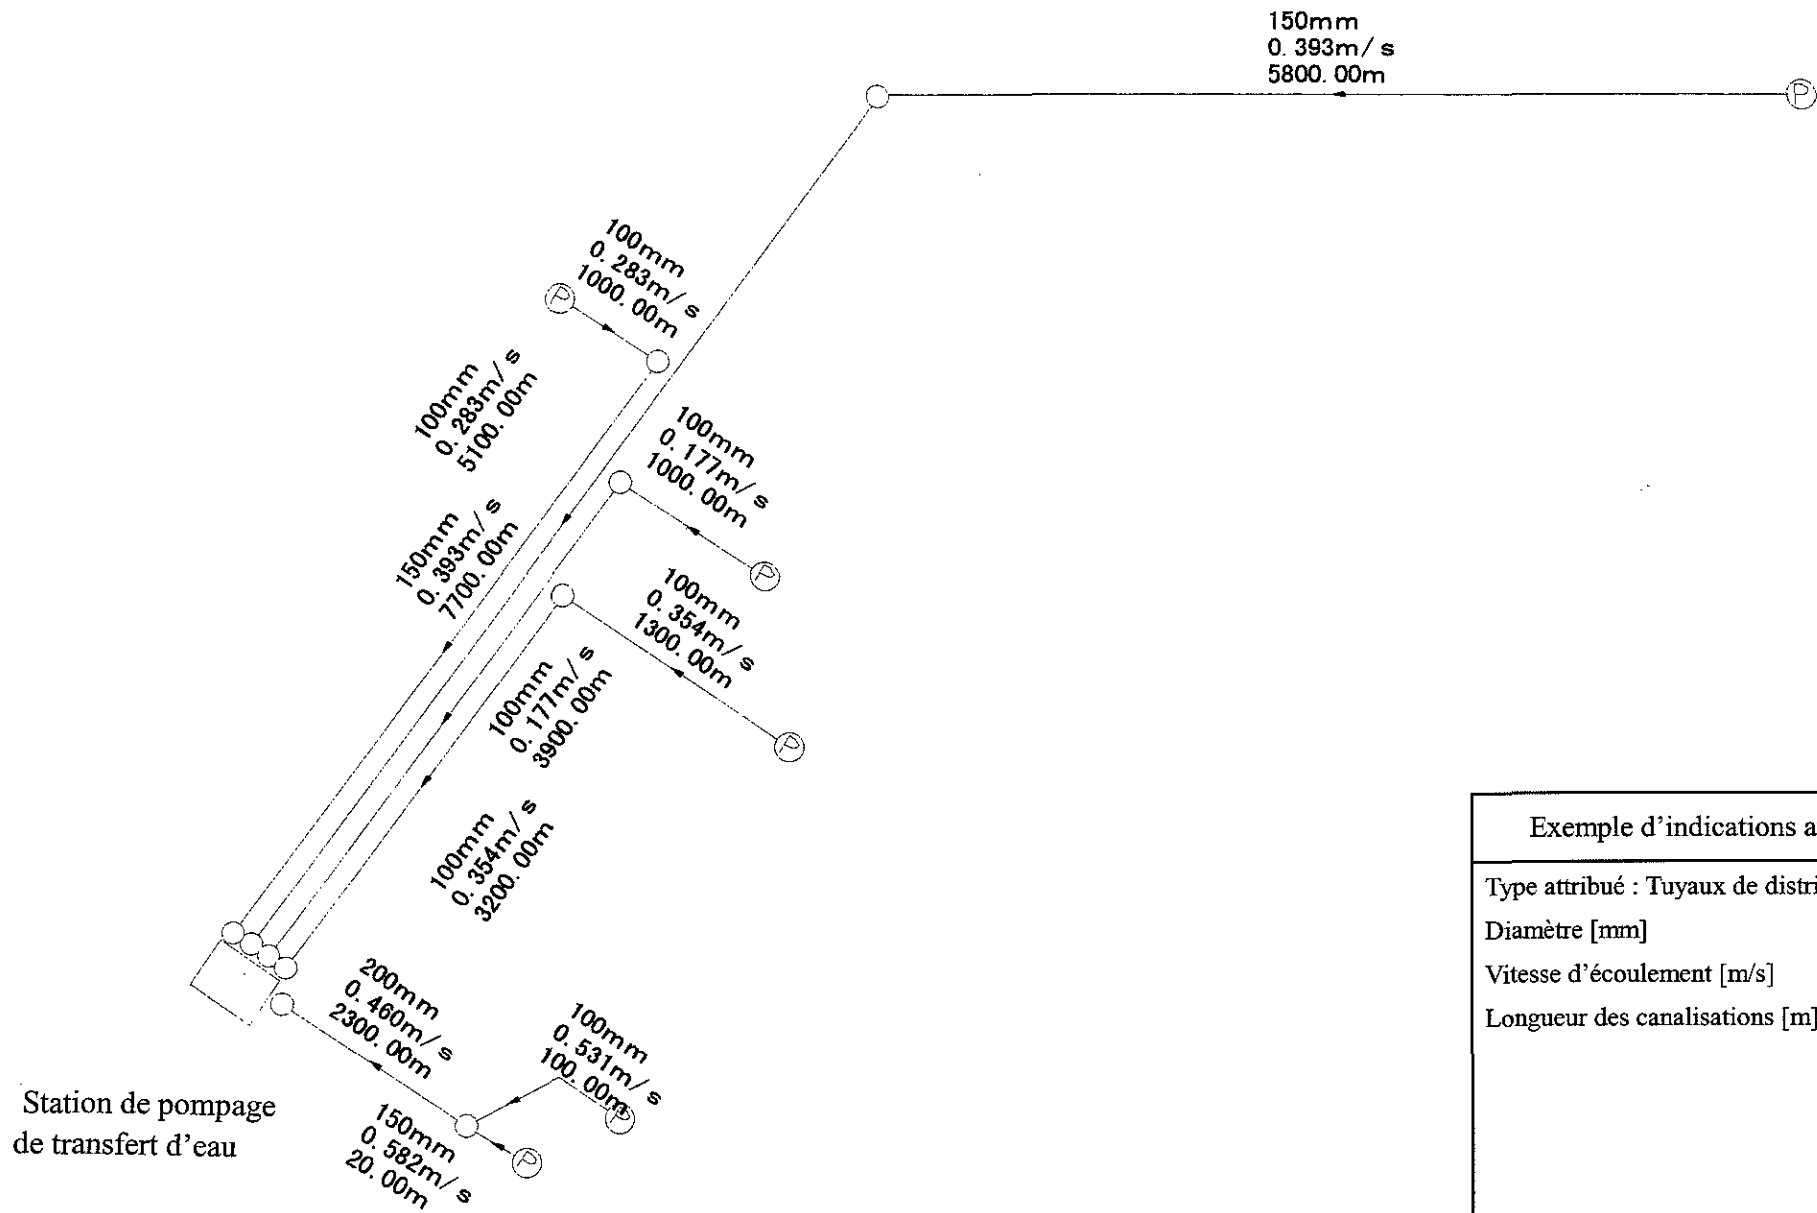 150mm
0.393m/s
5800.00m
P
100mm
0.283m/s
1000.00m
P
100mm
0.283m/s
5100.00m
100mm
0.177m/s
1000.00m
P
150mm
0.393m/s
7700.00m
100mm
0.354m/s
1300.00m
P
100mm
0.177m/s
3900.00m
100mm
0.354m/s
3200.00m
200mm
0.460m/s
2300.00m
100mm
0.531m/s
100.00m
P
150mm
0.582m/s
20.00m
P
Station de pompage
de transfert d'eau
Exemple d'indications a
Type attribué : Tuyaux de distri
Diamètre [mm]
Vitesse d'écoulement [m/s]
Longueur des canalisations [m]